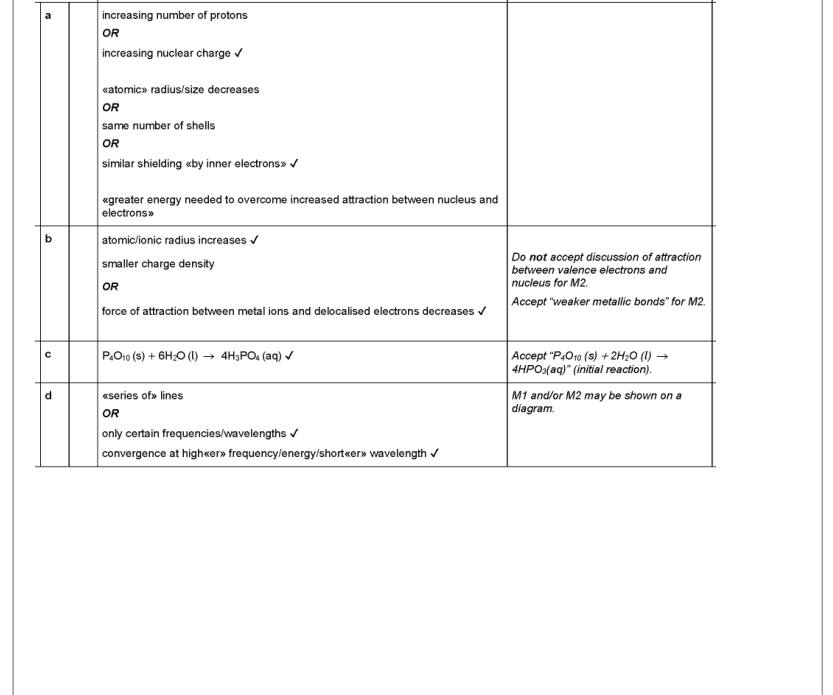 a
increasing number of protons
OR
increasing nuclear charge ✓
«atomic» radius/size decreases
OR
same number of shells
OR
similar shielding «by inner electrons» ✓
«greater energy needed to overcome increased attraction between nucleus and
electrons»
b
atomic/ionic radius increases ✓
smaller charge density
OR
force of attraction between metal ions and delocalised electrons decreases ✓
Do not accept discussion of attraction
between valence electrons and
nucleus for M2.
Accept “weaker metallic bonds” for M2.
c
P₄O₁₀ (s) + 6H₂O (l) → 4H₃PO₄ (aq) ✓
Accept “P₄O₁₀ (s) + 2H₂O (l) →
4HPO₃(aq)” (initial reaction).
d
«series of» lines
OR
only certain frequencies/wavelengths ✓
convergence at high«er» frequency/energy/short«er» wavelength ✓
M1 and/or M2 may be shown on a
diagram.